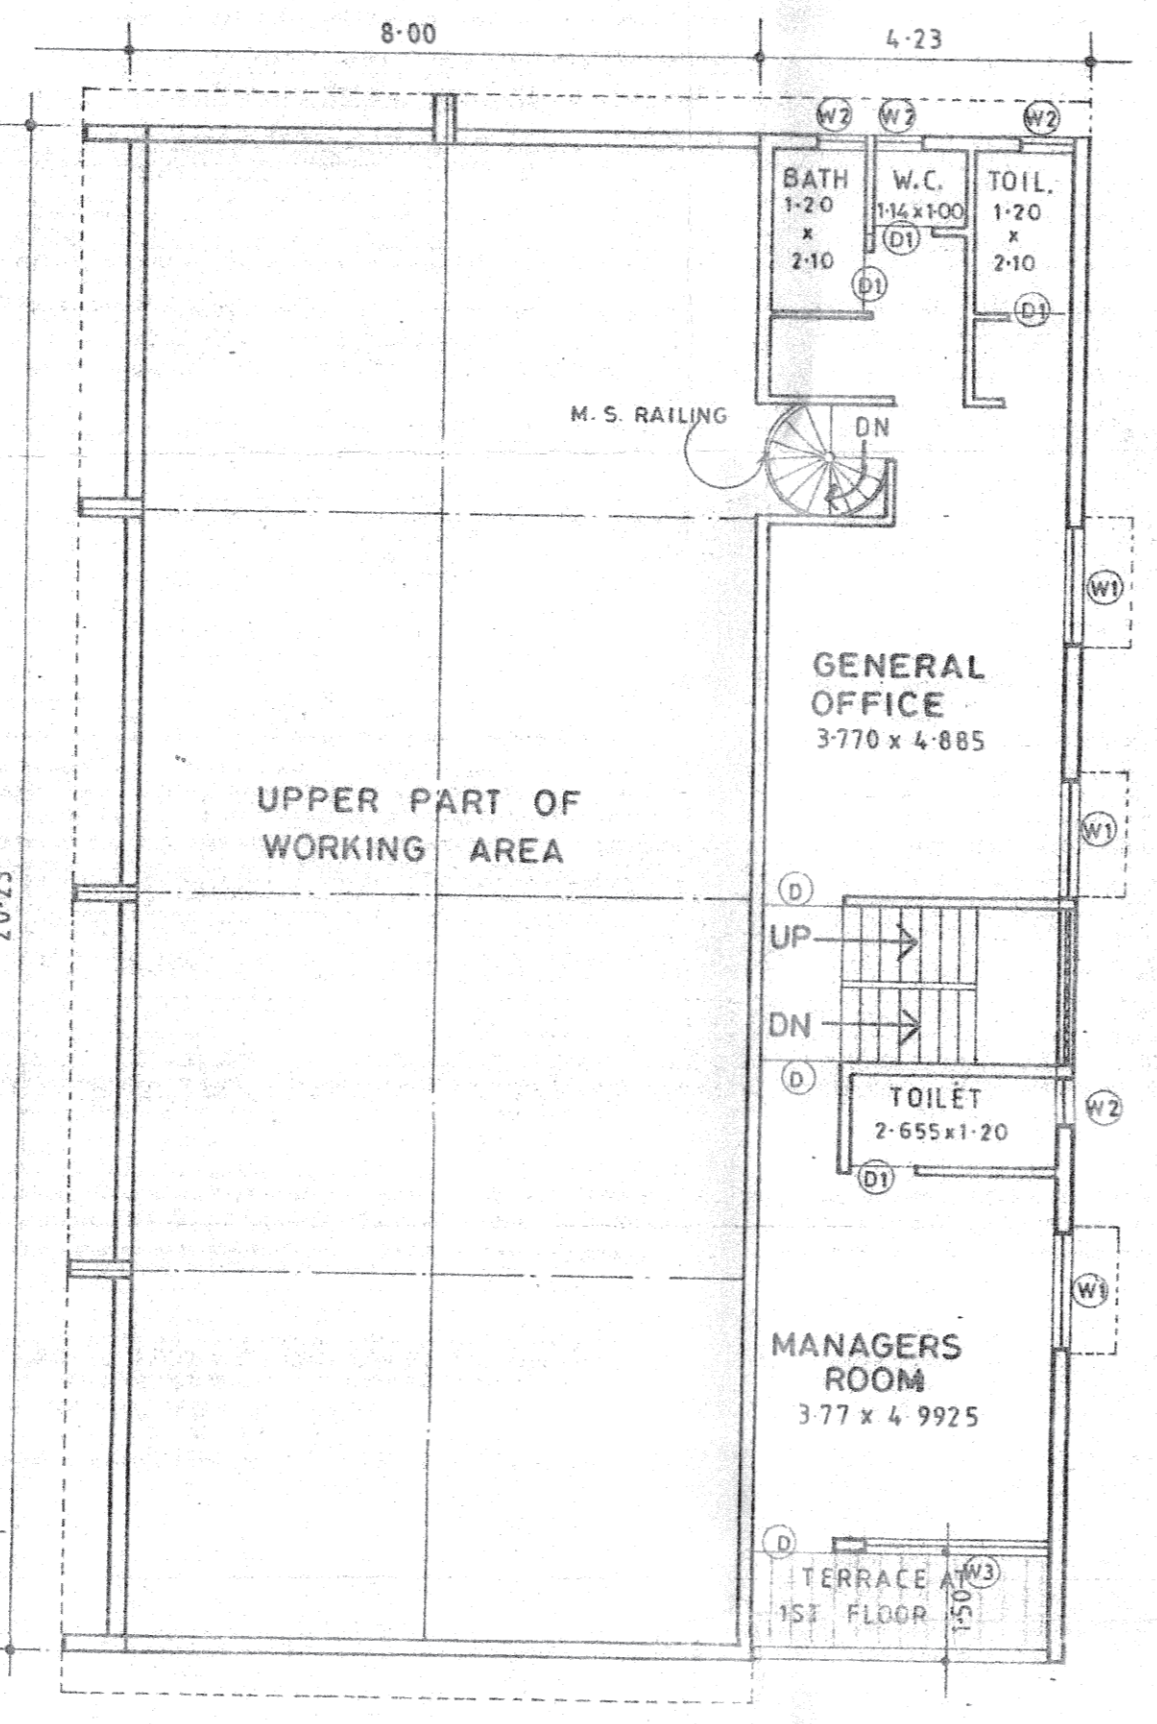 8·00
4·23
W2
W2
W2
BATH
1·20
x
2·10
W.C.
1·14 x 1·00
TOIL.
1·20
x
2·10
D1
D1
D1
M. S. RAILING
DN
W1
GENERAL
OFFICE
3·770 x 4·885
UPPER PART OF
WORKING AREA
W1
D
UP
DN
D
TOILET
2·655x1·20
W2
D1
W1
MANAGERS
ROOM
3·77 x 4·9925
D
W3
TERRACE AT
1ST FLOOR
1·50